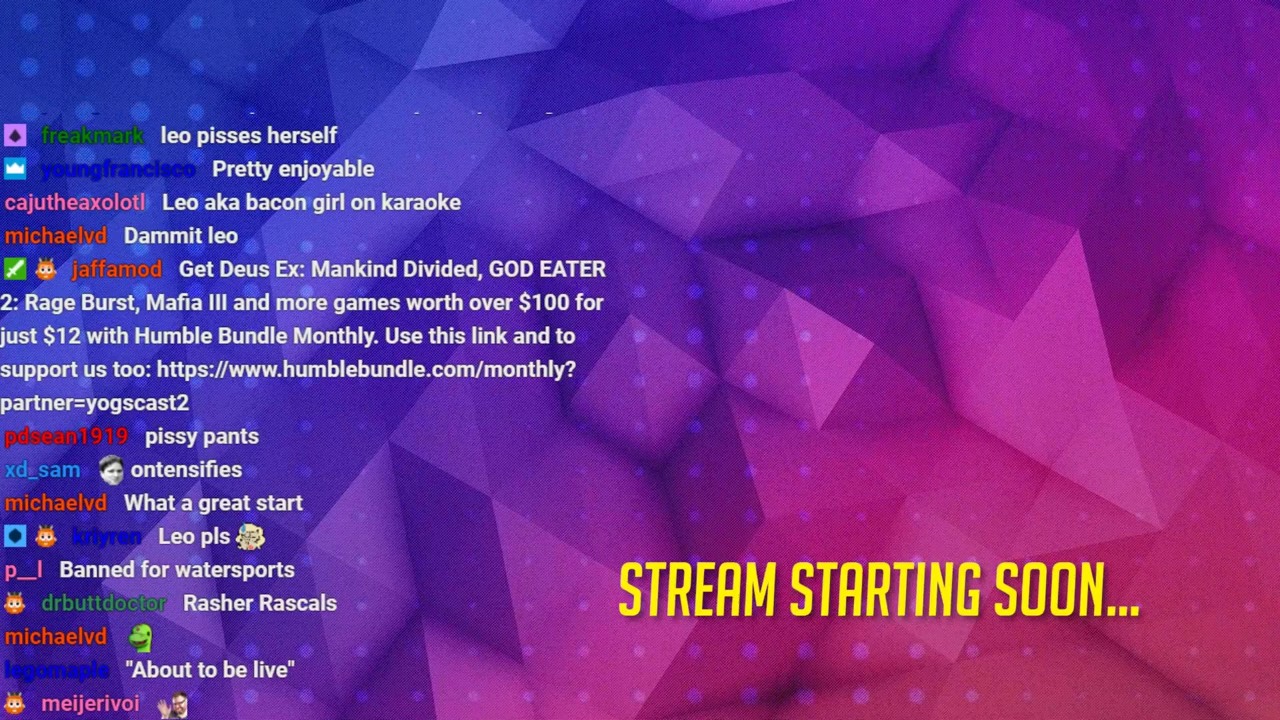 freakmark leo pisses herself
youngfrancisco Pretty enjoyable
cajutheaxolotl Leo aka bacon girl on karaoke
michaelvd Dammit leo
jaffamod Get Deus Ex: Mankind Divided, GOD EATER
2: Rage Burst, Mafia III and more games worth over $100 for
just $12 with Humble Bundle Monthly. Use this link and to
support us too: https://www.humblebundle.com/monthly?
partner=yogscast2
pdsean1919 pissy pants
xd_sam ontensifies
michaelvd What a great start
krlyren Leo pls
p__l Banned for watersports
drbuttdoctor Rasher Rascals
michaelvd
legomaple "About to be live"
meijerivoi
STREAM STARTING SOON...